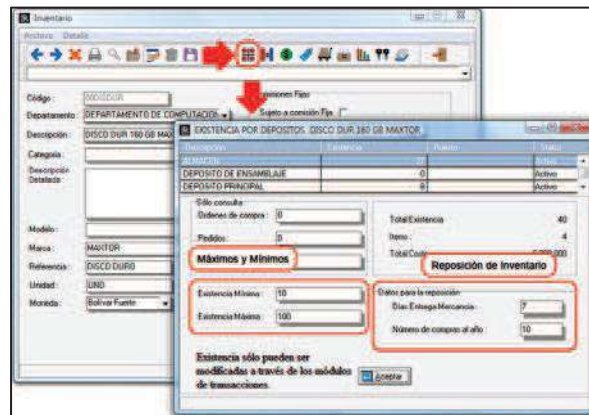 Inventario
Archivo Detalle
Código :
Departamento : DEPARTAMENTO DE COMPUTACION
Sujeto a comisión Fija
Descripción : DISCO DUR 160 GB MAX
Categoria :
Descripción
Detallada
Modelo :
Marca : MAXTOR
Referencia : DISCO DURO
Unidad : UND
Moneda : Bolívar Fuerte
EXISTENCIA POR DEPOSITOS DISCO DUR 160 GB MAXTOR
Descripción Existencia Puesto Status
ALMACEN Activo
DEPOSITO DE ENSAMBLAJE 0 Activo
DEPOSITO PRINCIPAL Activo
Sólo consulta
Ordenes de compra : 0
Pedidos : 0
Máximos y Mínimos
Total Existencia 40
Items : 4
Total Costo
Reposición de Inventario
Existencia Mínima : 10
Existencia Máxima : 100
Datos para la reposición
Días Entrega Mercancía : 7
Número de compras al año 10
Existencia sólo pueden ser
modificadas a través de los módulos
de transacciones.
Aceptar